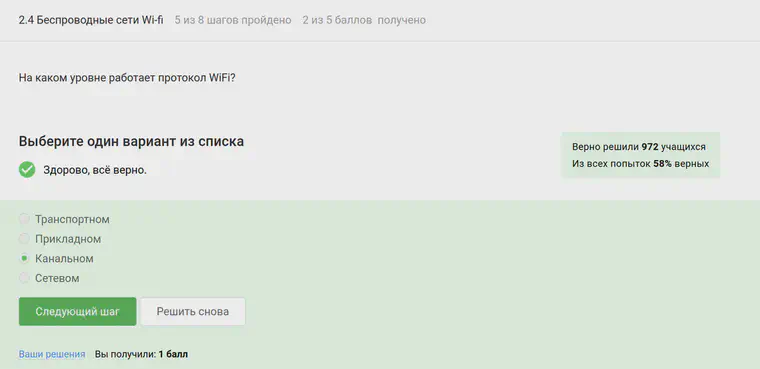 2.4 Беспроводные сети Wi-fi 5 из 8 шагов пройдено 2 из 5 баллов получено
На каком уровне работает протокол WiFi?
Выберите один вариант из списка
Здорово, всё верно.
Верно решили 972 учащихся
Из всех попыток 58% верных
Транспортном
Прикладном
Канальном
Сетевом
Следующий шаг Решить снова
Ваши решения Вы получили: 1 балл